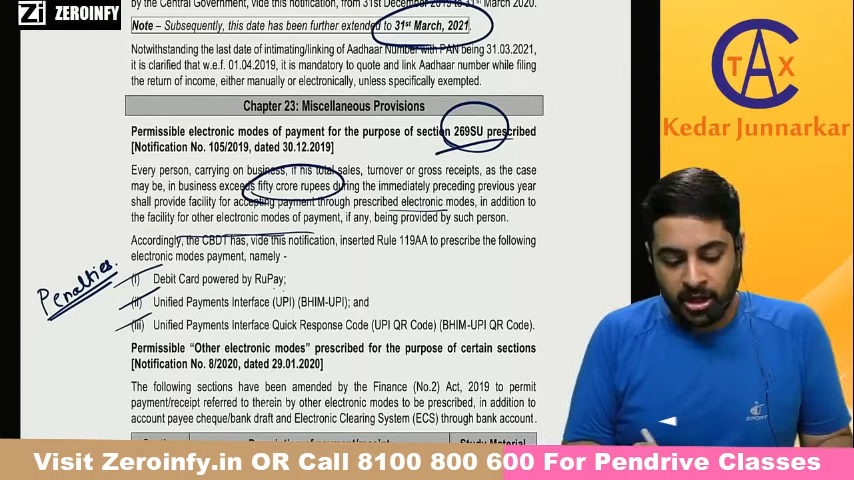 by the Central Government, vide this notification, from 31st December 2019 to 31st March 2020.
Zi ZEROINFY
Note – Subsequently, this date has been further extended to 31st March, 2021.
Notwithstanding the last date of intimating/linking of Aadhaar Number with PAN being 31.03.2021,
it is clarified that w.e.f. 01.04.2019, it is mandatory to quote and link Aadhaar number while filing
the return of income, either manually or electronically, unless specifically exempted.
CA TAX
Kedar Junnarkar
Chapter 23: Miscellaneous Provisions
Permissible electronic modes of payment for the purpose of section 269SU prescribed
[Notification No. 105/2019, dated 30.12.2019]
Every person, carrying on business, if his total sales, turnover or gross receipts, as the case
may be, in business exceeds fifty crore rupees during the immediately preceding previous year
shall provide facility for accepting payment through prescribed electronic modes, in addition to
the facility for other electronic modes of payment, if any, being provided by such person.
Accordingly, the CBDT has, vide this notification, inserted Rule 119AA to prescribe the following
electronic modes payment, namely -
Penalties.
(i) Debit Card powered by RuPay;
(ii) Unified Payments Interface (UPI) (BHIM-UPI); and
(iii) Unified Payments Interface Quick Response Code (UPI QR Code) (BHIM-UPI QR Code).
Permissible “Other electronic modes” prescribed for the purpose of certain sections
[Notification No. 8/2020, dated 29.01.2020]
The following sections have been amended by the Finance (No.2) Act, 2019 to permit
payment/receipt referred to therein by other electronic modes to be prescribed, in addition to
account payee cheque/bank draft and Electronic Clearing System (ECS) through bank account.
Study Material
Visit Zeroinfy.in OR Call 8100 800 600 For Pendrive Classes